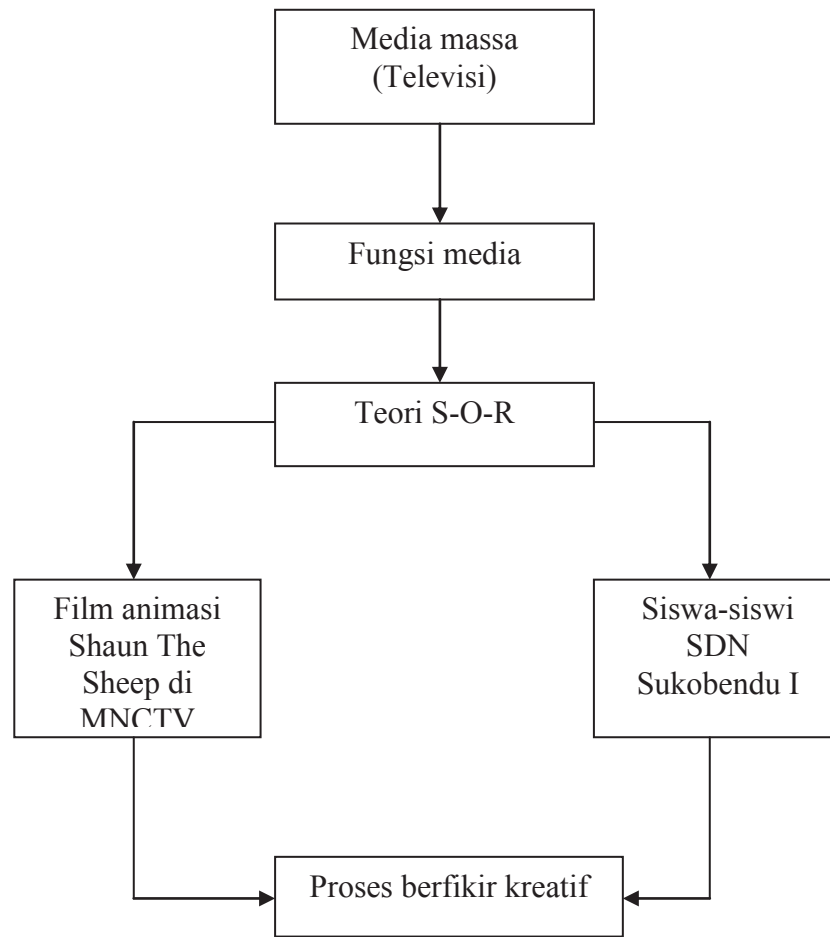 Media massa
(Televisi)
Fungsi media
Teori S-O-R
Film animasi
Shaun The
Sheep di
MNCTV
Siswa-siswi
SDN
Sukobendu I
Proses berfikir kreatif